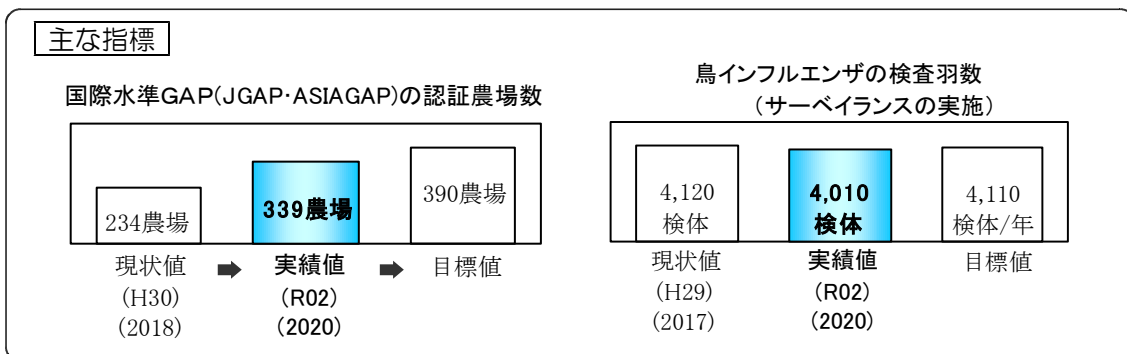 主な指標
国際水準GAP(JGAP・ASIAGAP)の認証農場数
234農場
339農場
390農場
現状値
(H30)
(2018)
➡
実績値
(R02)
(2020)
➡
目標値
鳥インフルエンザの検査羽数
(サーベイランスの実施)
4,120
検体
4,010
検体
4,110
検体/年
現状値
(H29)
(2017)
実績値
(R02)
(2020)
目標値